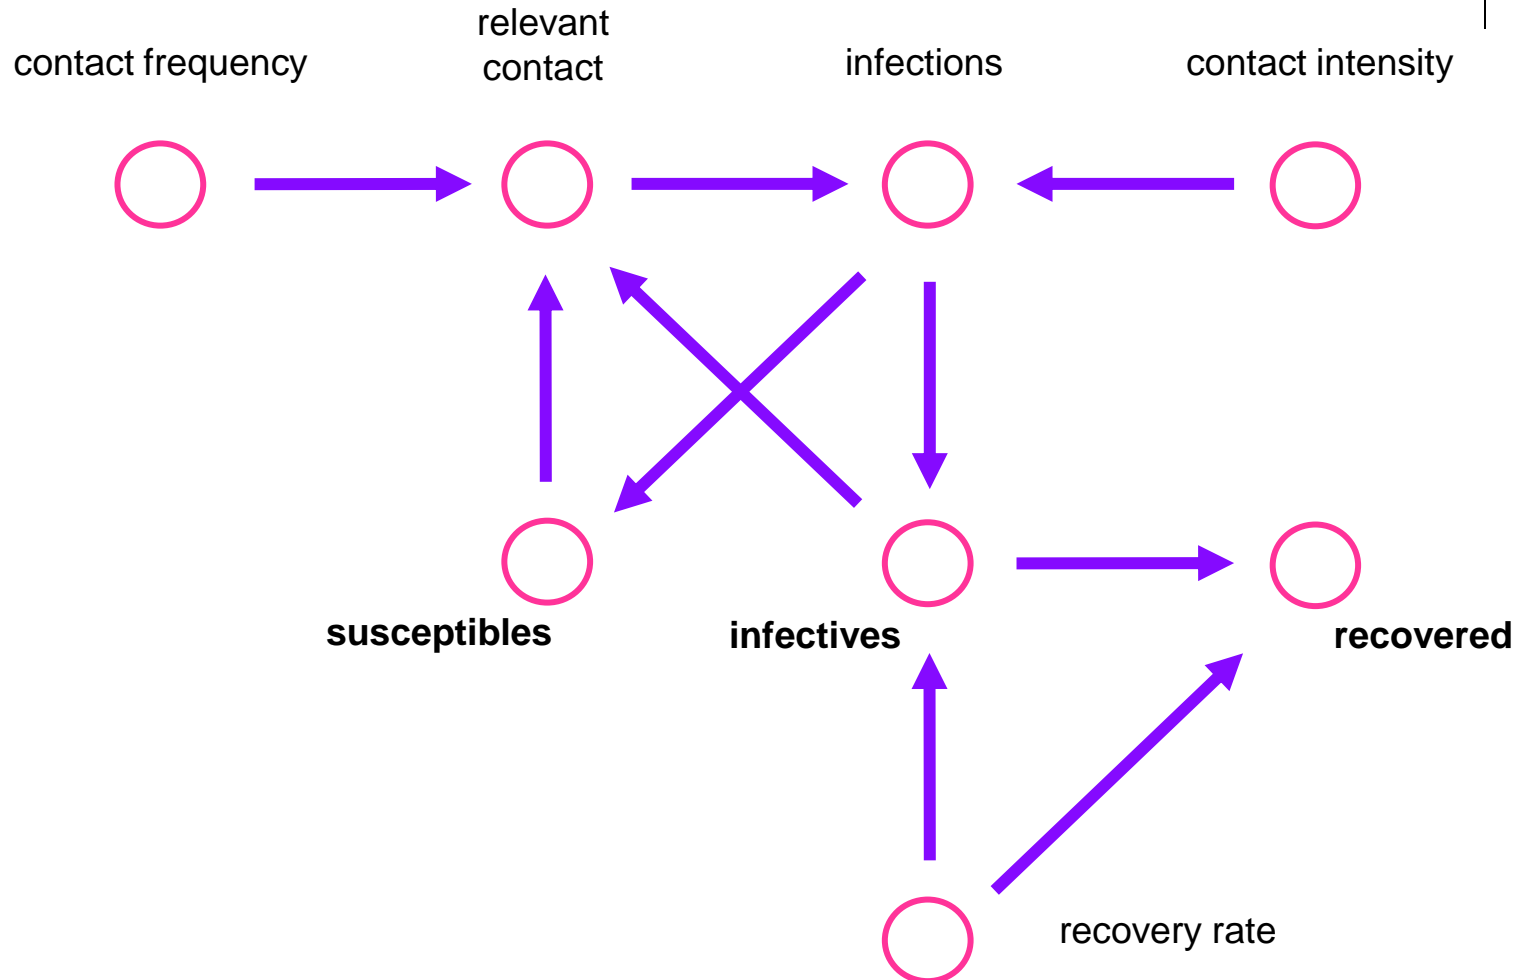 relevant
contact frequency
contact
infections
contact intensity
susceptibles
infectives
recovered
recovery rate